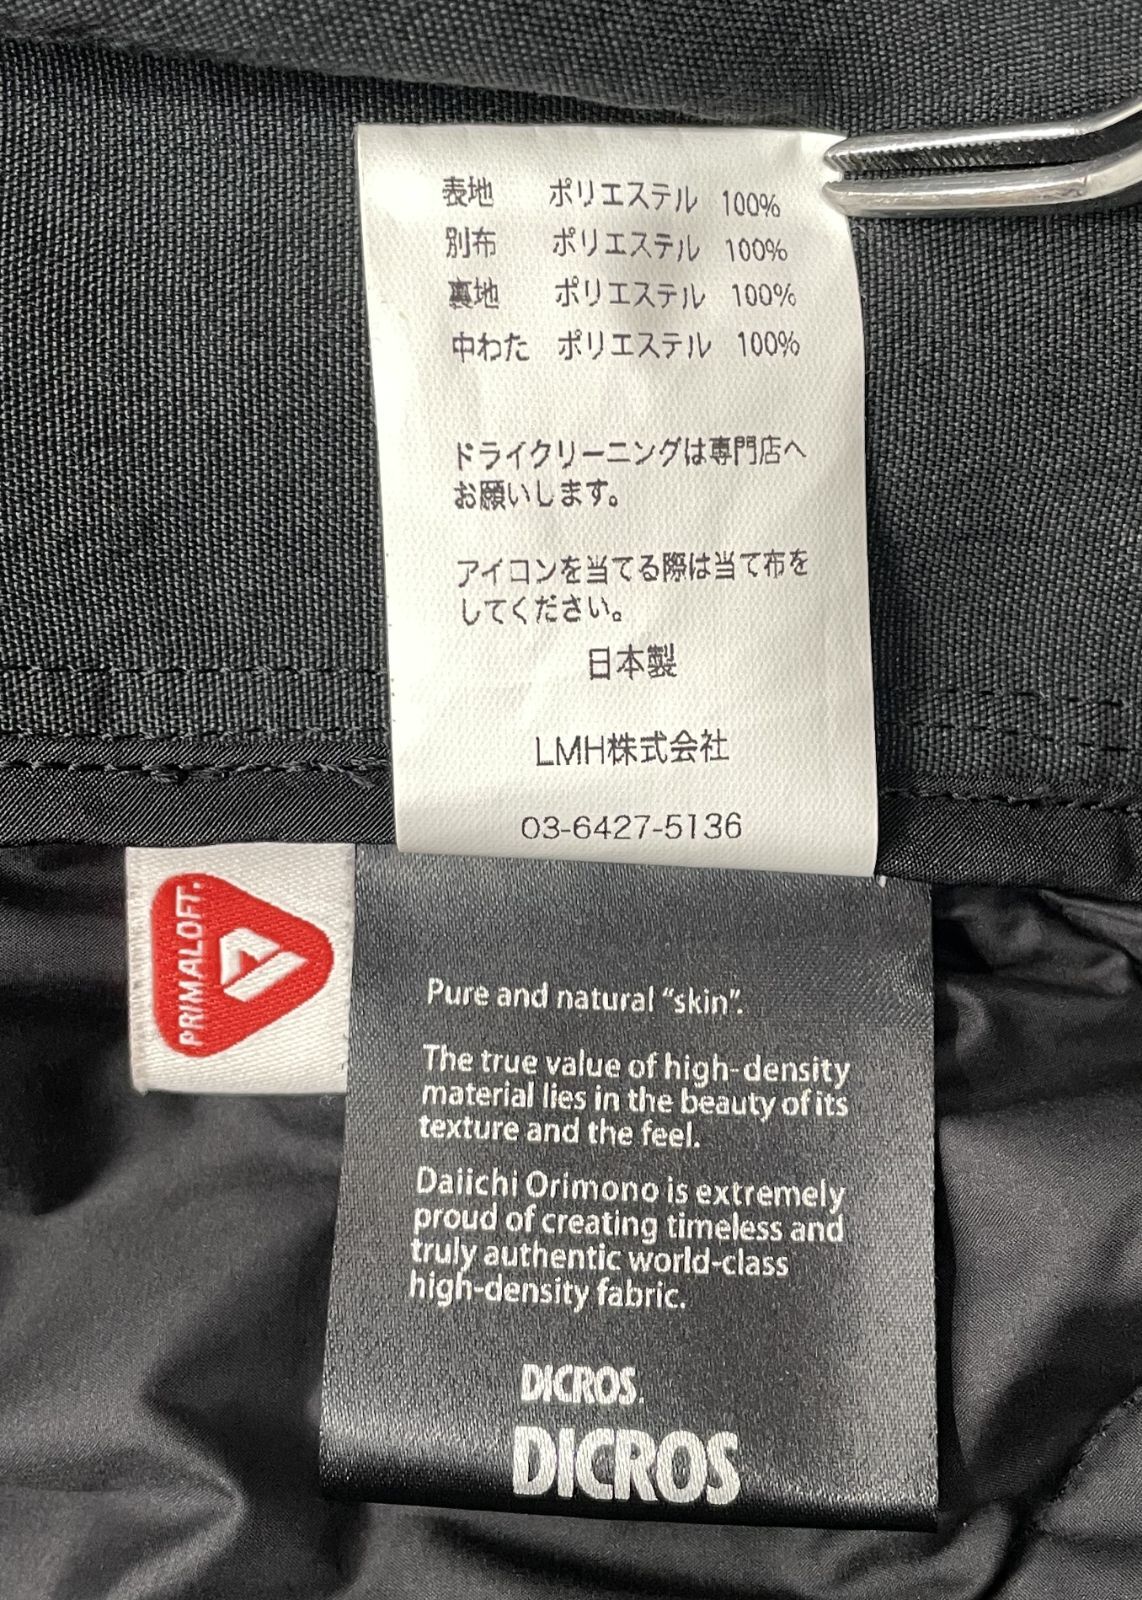 表地 ポリエステル 100%
別布 ポリエステル 100%
裏地 ポリエステル 100%
中わた ポリエステル 100%
ドライクリーニングは専門店へ
お願いします。
アイコンを当てる際は当て布を
してください。
日本製
LMH株式会社
03-6427-5136
PRIMALOFT.
Pure and natural “skin”.
The true value of high-density
material lies in the beauty of its
texture and the feel.
Daiichi Orimono is extremely
proud of creating timeless and
truly authentic world-class
high-density fabric.
DICROS.
DICROS